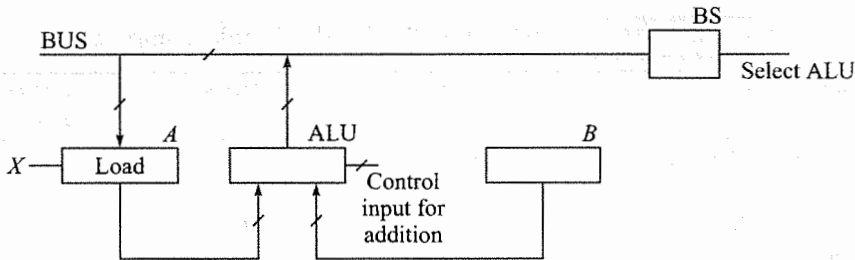 BS
BUS
Select ALU
A
ALU
B
X
Load
Control
input for
addition